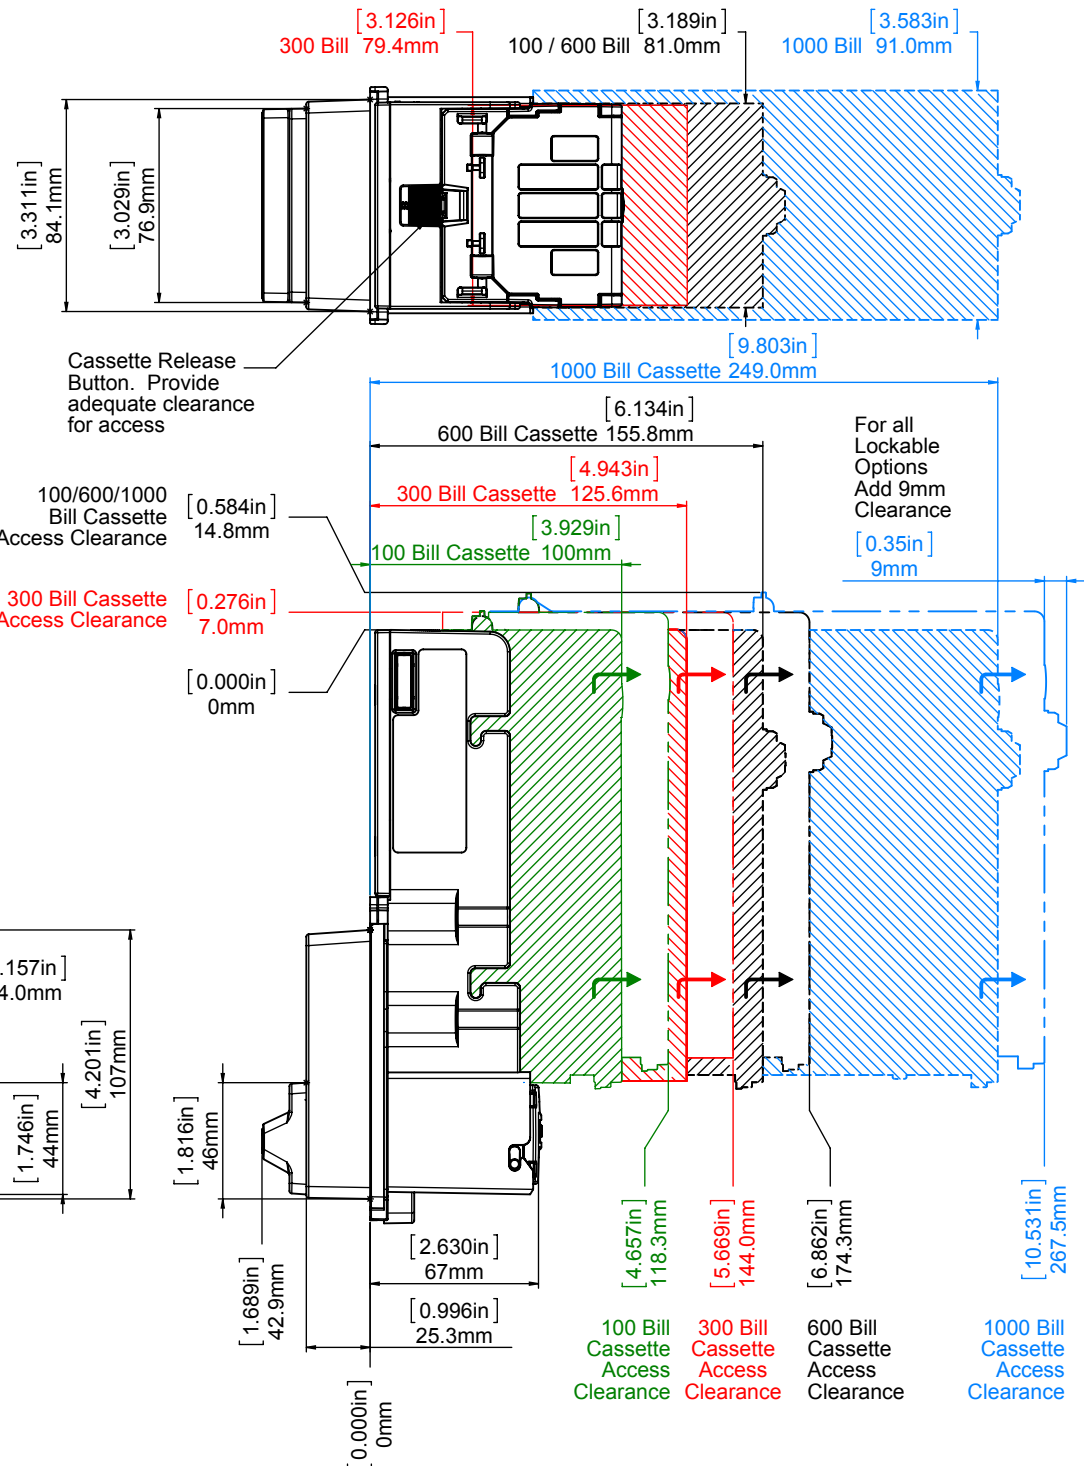 [3.126in]
300 Bill 79.4mm
[3.189in]
100 / 600 Bill 81.0mm
[3.583in]
1000 Bill 91.0mm
[3.311in]
84.1mm
[3.029in]
76.9mm
Cassette Release
Button. Provide
adequate clearance
for access
[9.803in]
1000 Bill Cassette 249.0mm
[6.134in]
600 Bill Cassette 155.8mm
[4.943in]
300 Bill Cassette 125.6mm
[3.929in]
100 Bill Cassette 100mm
For all
Lockable
Options
Add 9mm
Clearance
[0.35in]
9mm
100/600/1000
Bill Cassette
Access Clearance
[0.584in]
14.8mm
300 Bill Cassette
Access Clearance
[0.276in]
7.0mm
[0.000in]
0mm
.157in]
4.0mm
[4.201in]
107mm
[1.746in]
44mm
[1.816in]
46mm
[1.689in]
42.9mm
[2.630in]
67mm
[0.996in]
25.3mm
[0.000in]
0mm
[4.657in]
118.3mm
[5.669in]
144.0mm
[6.862in]
174.3mm
[10.531in]
267.5mm
100 Bill
Cassette
Access
Clearance
300 Bill
Cassette
Access
Clearance
600 Bill
Cassette
Access
Clearance
1000 Bill
Cassette
Access
Clearance